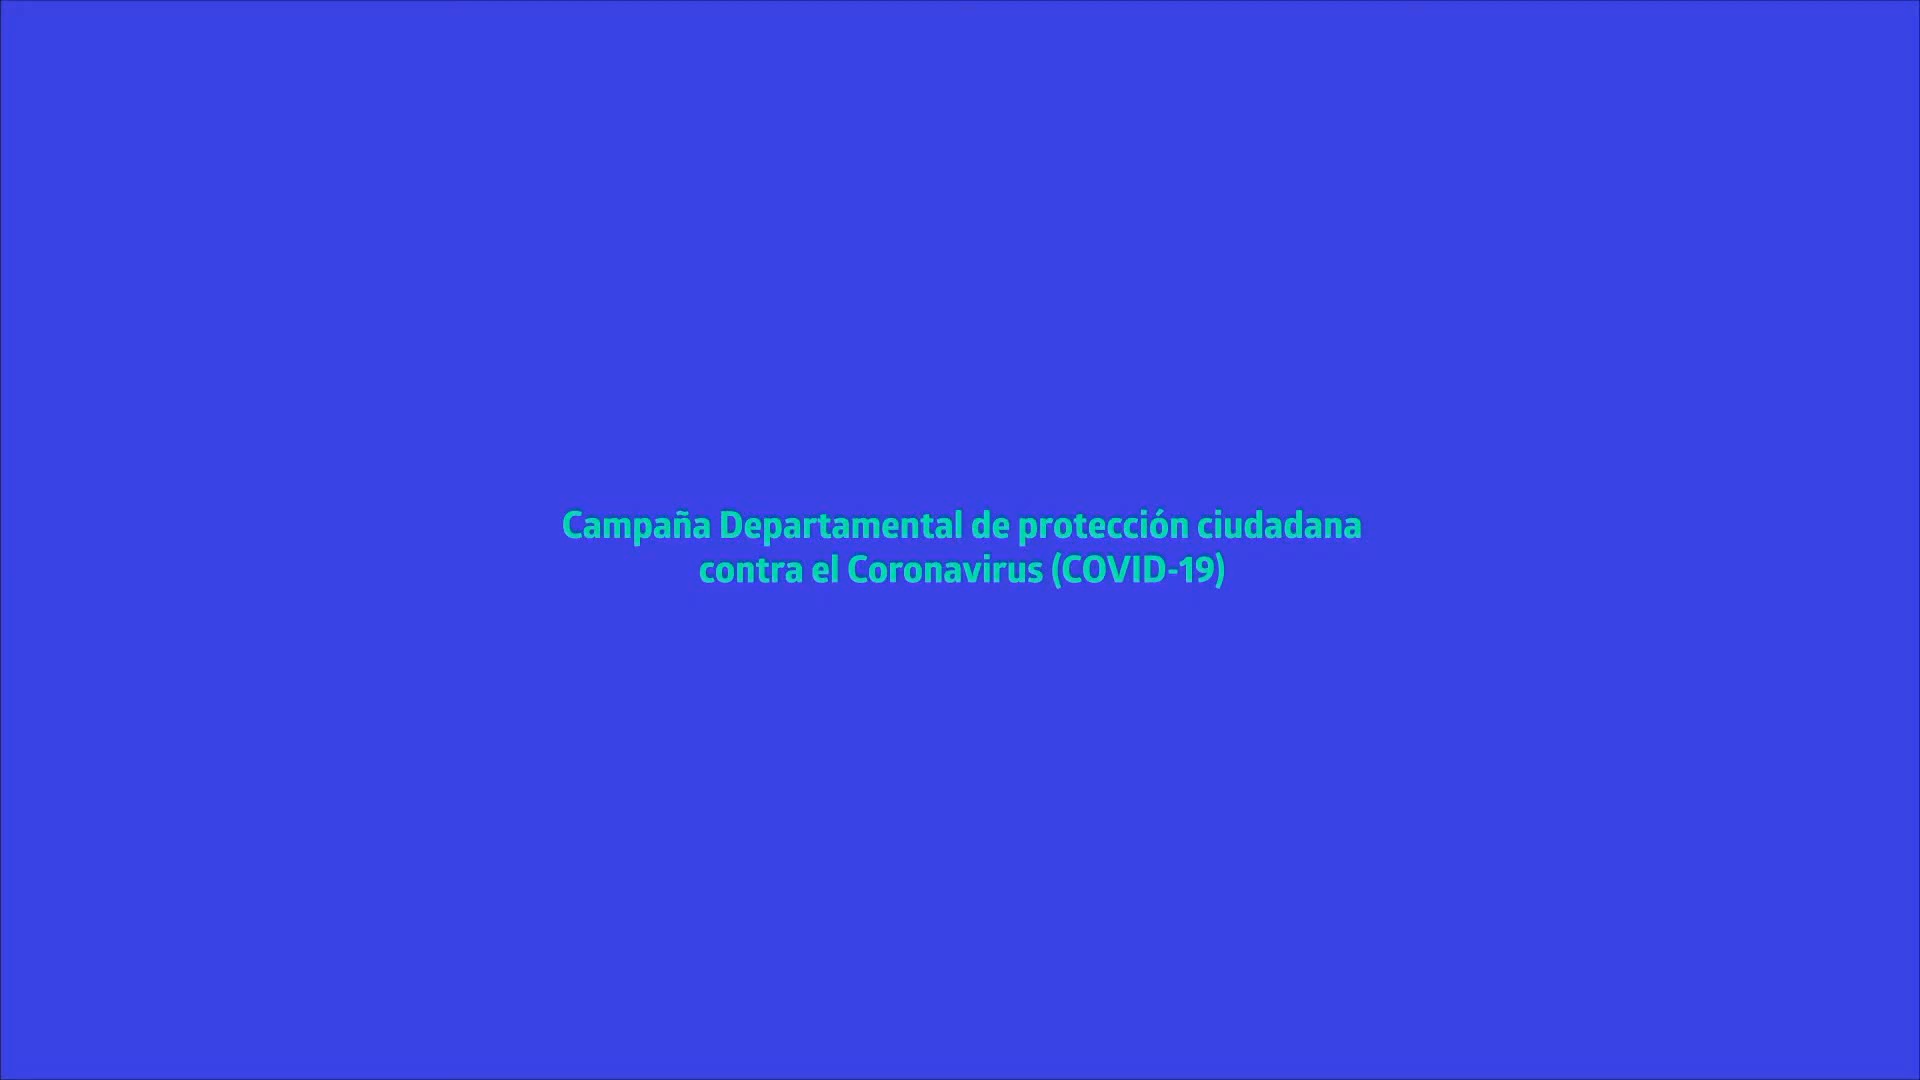 Campaña Departamental de protección ciudadana
contra el Coronavirus (COVID-19)